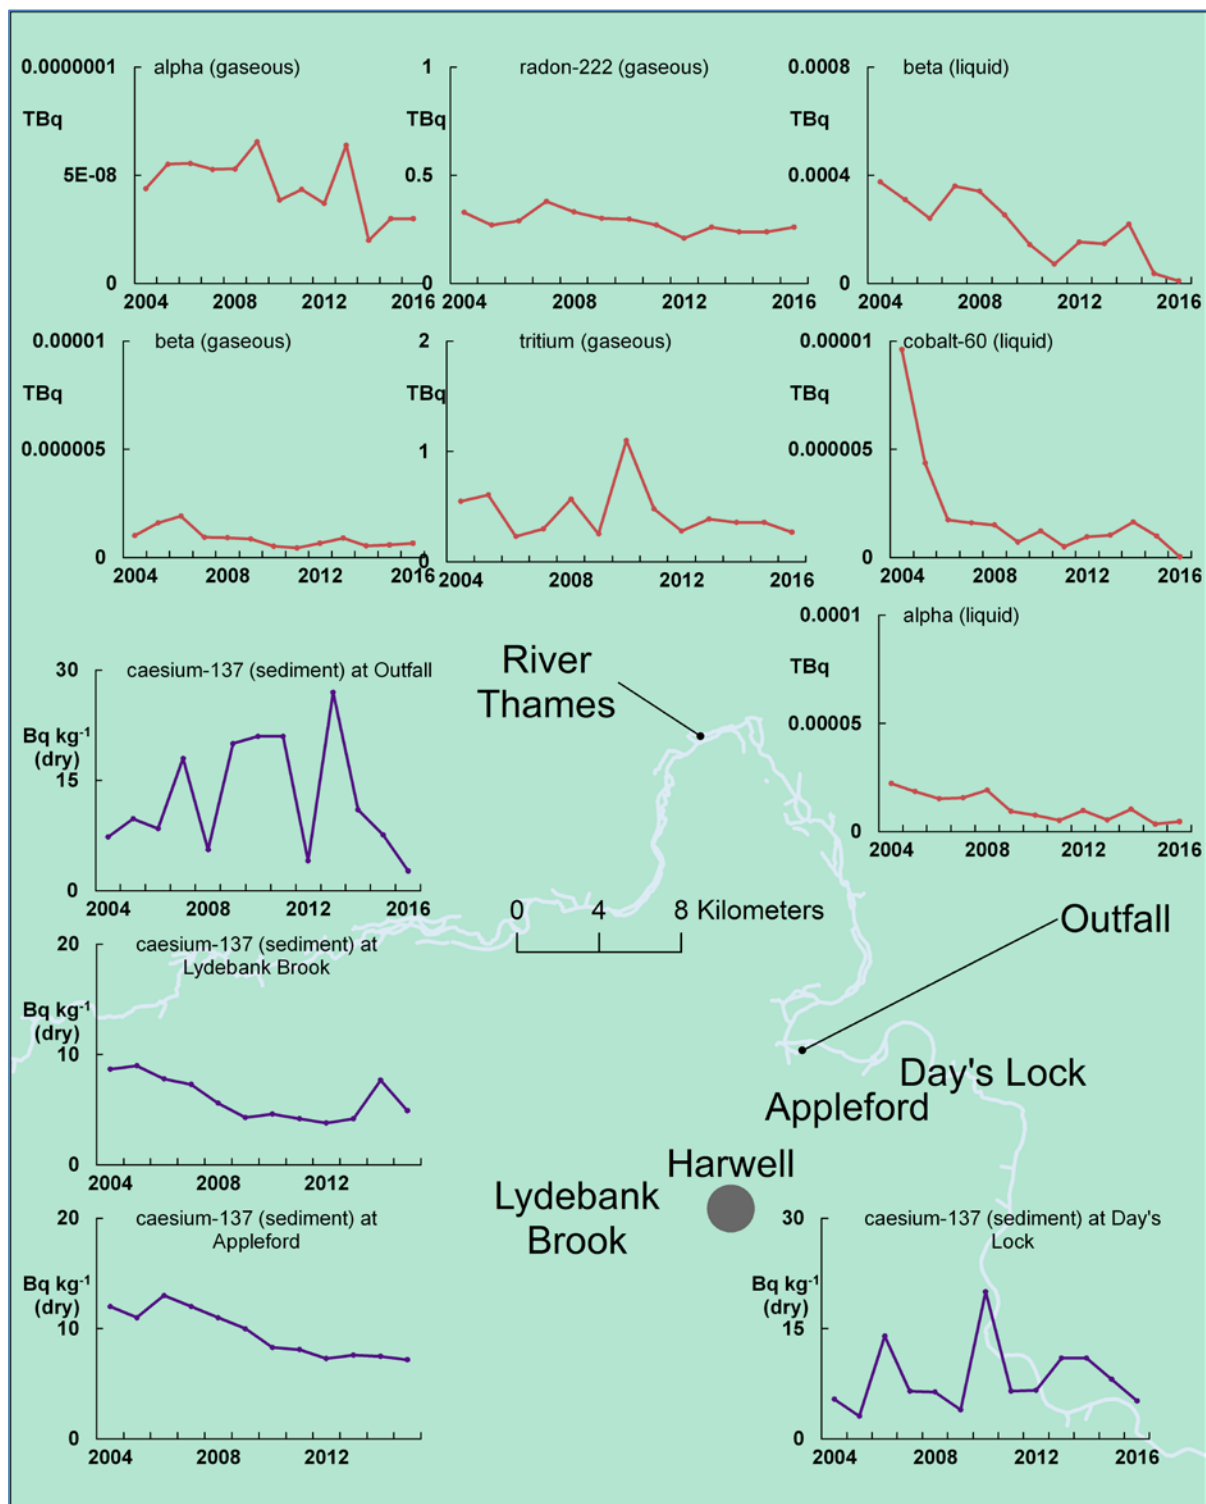 0.0000001
alpha (gaseous)
TBq
5E-08
0
2004 2008 2012 2016
1
radon-222 (gaseous)
TBq
0.5
0
2004 2008 2012 2016
0.0008
beta (liquid)
TBq
0.0004
0
2004 2008 2012 2016
0.00001
beta (gaseous)
TBq
0.000005
0
2004 2008 2012 2016
2
tritium (gaseous)
TBq
1
0
2004 2008 2012 2016
0.00001
cobalt-60 (liquid)
TBq
0.000005
0
2004 2008 2012 2016
0.0001
alpha (liquid)
TBq
0.00005
0
2004 2008 2012 2016
30
caesium-137 (sediment) at Outfall
Bq kg⁻¹
(dry)
15
0
2004 2008 2012 2016
River
Thames
0 4 8 Kilometers
Outfall
20
caesium-137 (sediment) at
Lydebank Brook
Bq kg⁻¹
(dry)
10
0
2004 2008 2012
Day's Lock
Appleford
Harwell
Lydebank
Brook
20
caesium-137 (sediment) at
Appleford
Bq kg⁻¹
(dry)
10
0
2004 2008 2012
30
caesium-137 (sediment) at Day's
Lock
Bq kg⁻¹
(dry)
15
0
2004 2008 2012 2016